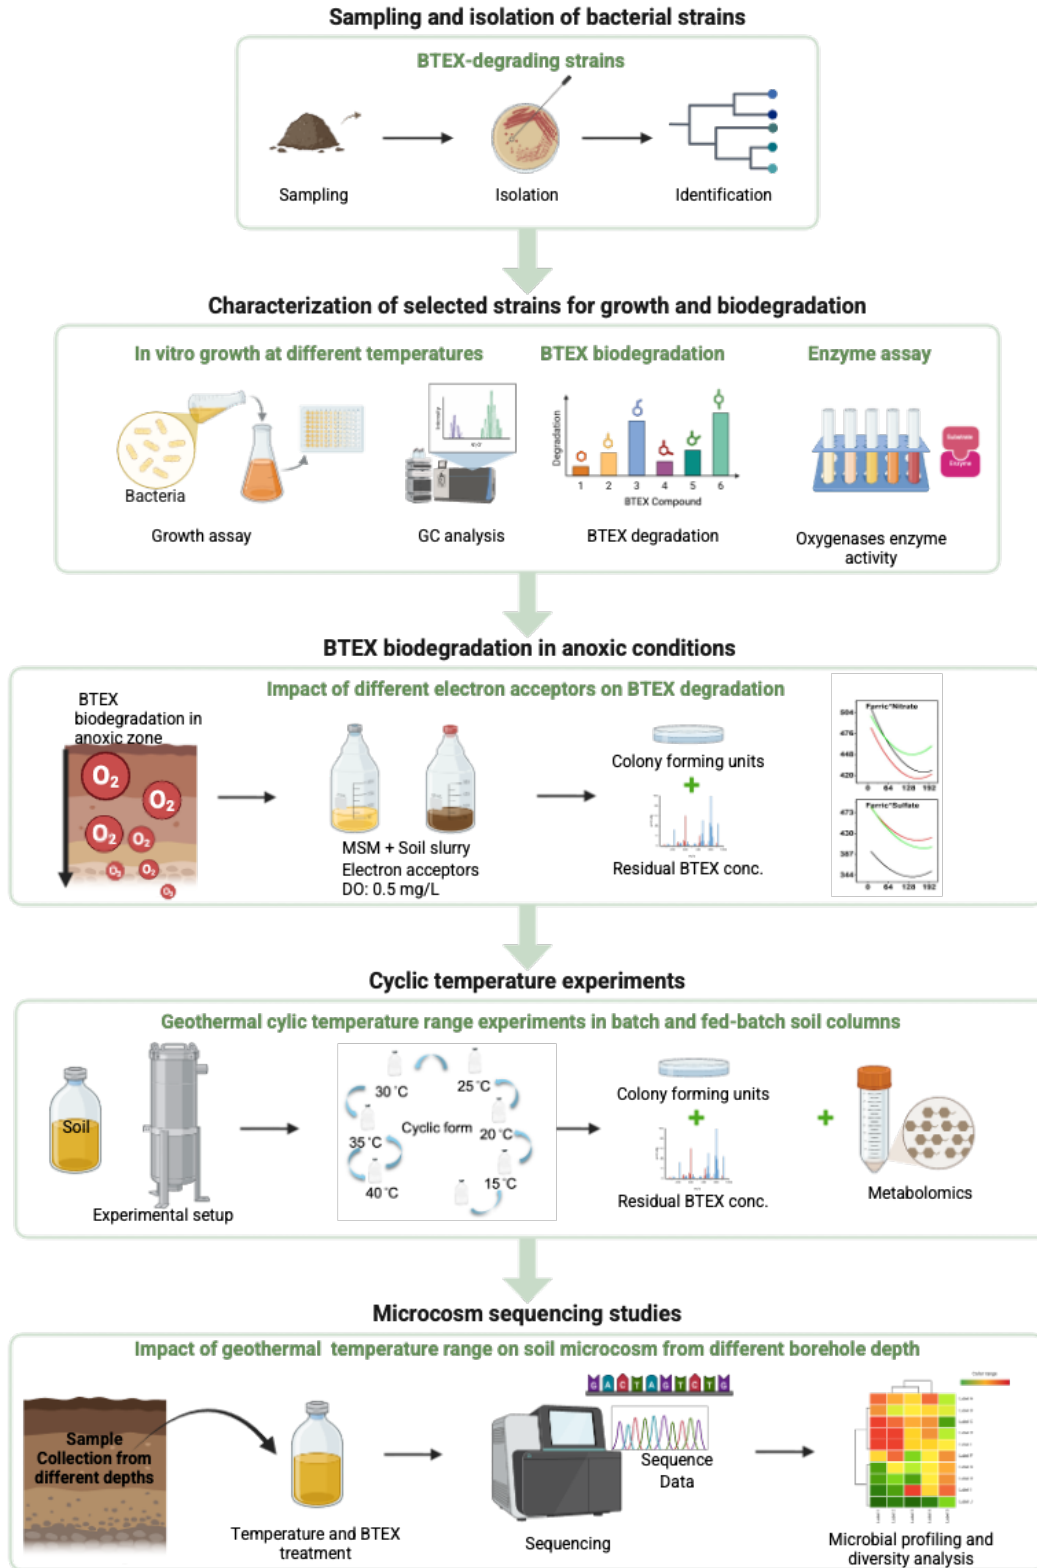 Sampling and isolation of bacterial strains
BTEX-degrading strains
Sampling
Isolation
Identification
Characterization of selected strains for growth and biodegradation
In vitro growth at different temperatures
BTEX biodegradation
Enzyme assay
Bacteria
Growth assay
Intensity
GC analysis
Degradation
1 2 3 4 5 6
BTEX Compound
BTEX degradation
Substrate
Enzyme
Oxygenases enzyme
activity
BTEX biodegradation in anoxic conditions
Impact of different electron acceptors on BTEX degradation
BTEX
biodegradation in
anoxic zone
O2
O2
O2
O2
O2
O2
O2
MSM + Soil slurry
Electron acceptors
DO: 0.5 mg/L
Colony forming units
+
Residual BTEX conc.
Ferric*Nitrate
504
476
448
420
0 64 128 192
Ferric*Sulfate
473
430
387
344
0 64 128 192
Cyclic temperature experiments
Geothermal cylic temperature range experiments in batch and fed-batch soil columns
Soil
Experimental setup
30 °C
25 °C
35 °C
Cyclic form
20 °C
40 °C
15 °C
Colony forming units
+
Residual BTEX conc.
+
Metabolomics
Microcosm sequencing studies
Impact of geothermal temperature range on soil microcosm from different borehole depth
Sample
Collection from
different depths
Temperature and BTEX
treatment
G A C T A G T C T G
Sequence
Data
Sequencing
Color range
Microbial profiling and
diversity analysis